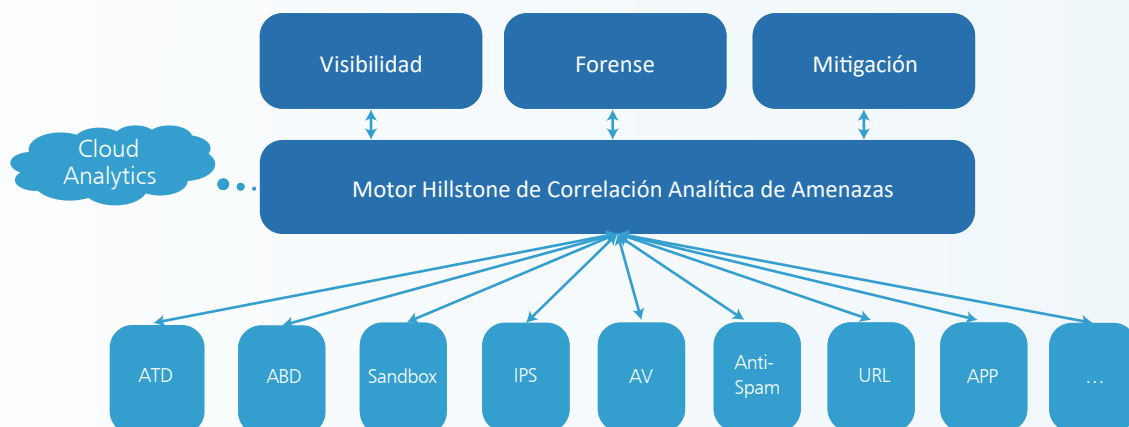 Visibilidad
Forense
Mitigación
Cloud
Analytics
Motor Hillstone de Correlación Analítica de Amenazas
ATD
ABD
Sandbox
IPS
AV
Anti-
Spam
URL
APP
...